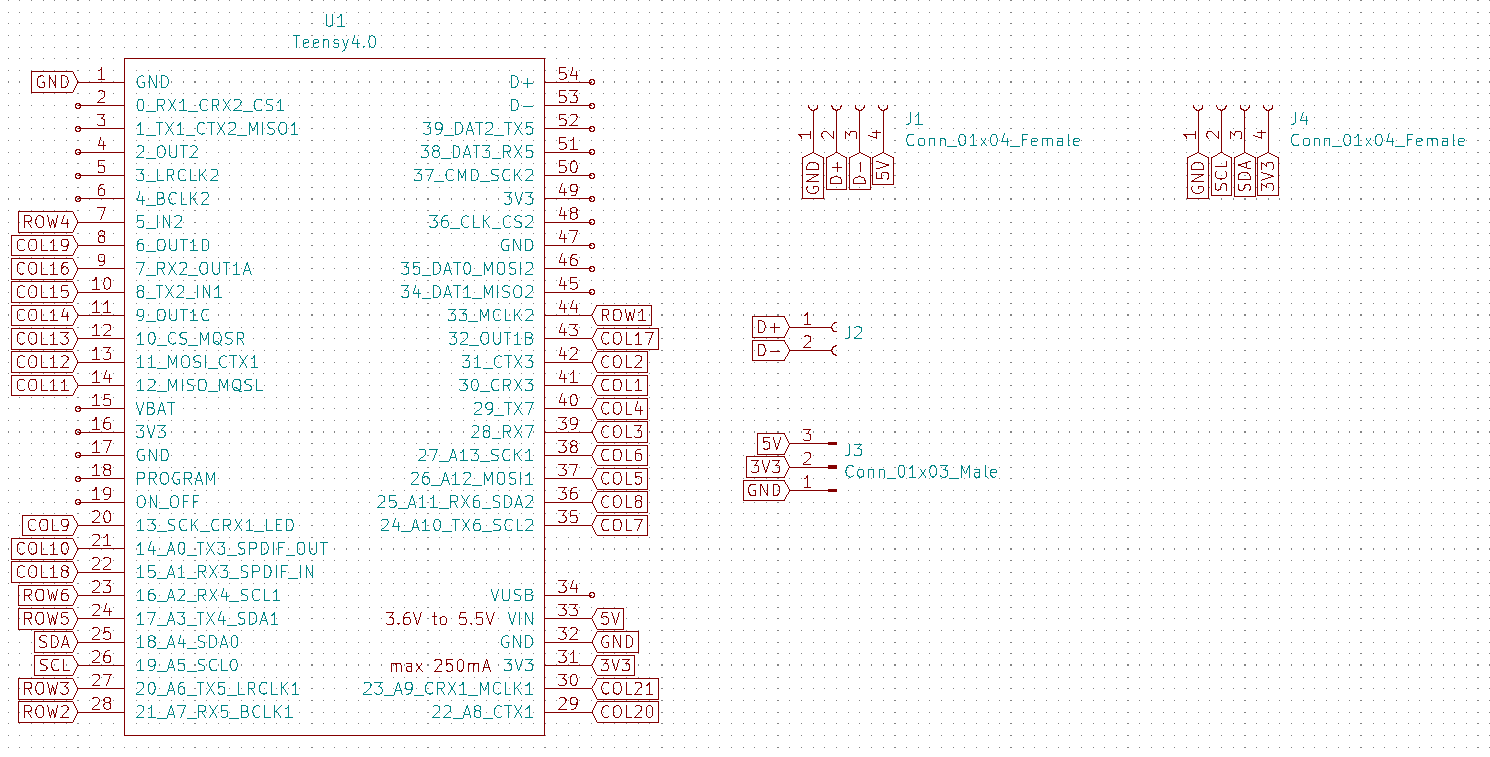 U1
Teensy4.0
GND 1 GND D+ 54
2 0_RX1_CRX2_CS1 D- 53
3 1_TX1_CTX2_MISO1 39_DAT2_TX5 52
4 2_OUT2 38_DAT3_RX5 51
5 3_LRCLK2 37_CMD_SCK2 50
6 4_BCLK2 3V3 49
ROW4 7 5_IN2 36_CLK_CS2 48
COL19 8 6_OUT1D GND 47
COL16 9 7_RX2_OUT1A 35_DAT0_MOSI2 46
COL15 10 8_TX2_IN1 34_DAT1_MISO2 45
COL14 11 9_OUT1C 33_MCLK2 44 ROW1
COL13 12 10_CS_MQSR 32_OUT1B 43 COL17
COL12 13 11_MOSI_CTX1 31_CTX3 42 COL2
COL11 14 12_MISO_MQSL 30_CRX3 41 COL1
15 VBAT 29_TX7 40 COL4
16 3V3 28_RX7 39 COL3
17 GND 27_A13_SCK1 38 COL6
18 PROGRAM 26_A12_MOSI1 37 COL5
19 ON_OFF 25_A11_RX6_SDA2 36 COL8
COL9 20 13_SCK_CRX1_LED 24_A10_TX6_SCL2 35 COL7
COL10 21 14_A0_TX3_SPDIF_OUT
COL18 22 15_A1_RX3_SPDIF_IN
ROW6 23 16_A2_RX4_SCL1 VUSB 34
ROW5 24 17_A3_TX4_SDA1 3.6V to 5.5V VIN 33 5V
SDA 25 18_A4_SDA0 GND 32 GND
SCL 26 19_A5_SCL0 max 250mA 3V3 31 3V3
ROW3 27 20_A6_TX5_LRCLK1 23_A9_CRX1_MCLK1 30 COL21
ROW2 28 21_A7_RX5_BCLK1 22_A8_CTX1 29 COL20
J1
Conn_01x04_Female
1 GND
2 D+
3 D-
4 5V
J4
Conn_01x04_Female
1 GND
2 SCL
3 SDA
4 3V3
D+ 1
J2
D- 2
5V 3
J3
3V3 2
Conn_01x03_Male
GND 1